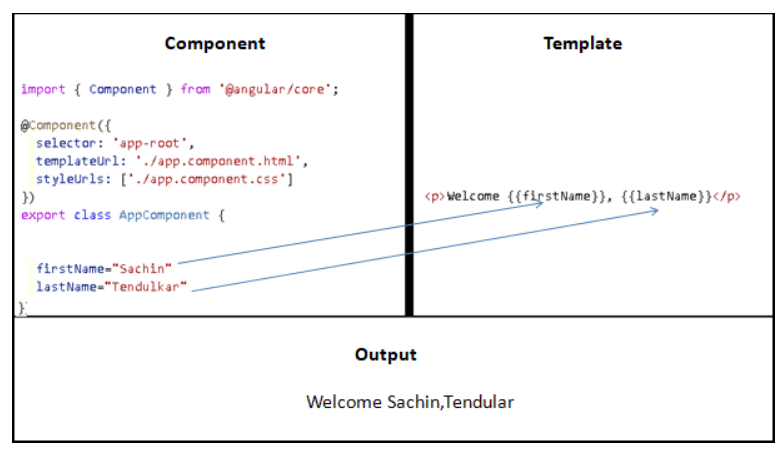 Component
import { Component } from '@angular/core';
@Component({
  selector: 'app-root',
  templateUrl: './app.component.html',
  styleUrls: ['./app.component.css']
})
export class AppComponent {
  firstName="Sachin"
  lastName="Tendulkar"
}
Template
<p>Welcome {{firstName}}, {{lastName}}</p>
Output
Welcome Sachin,Tendular